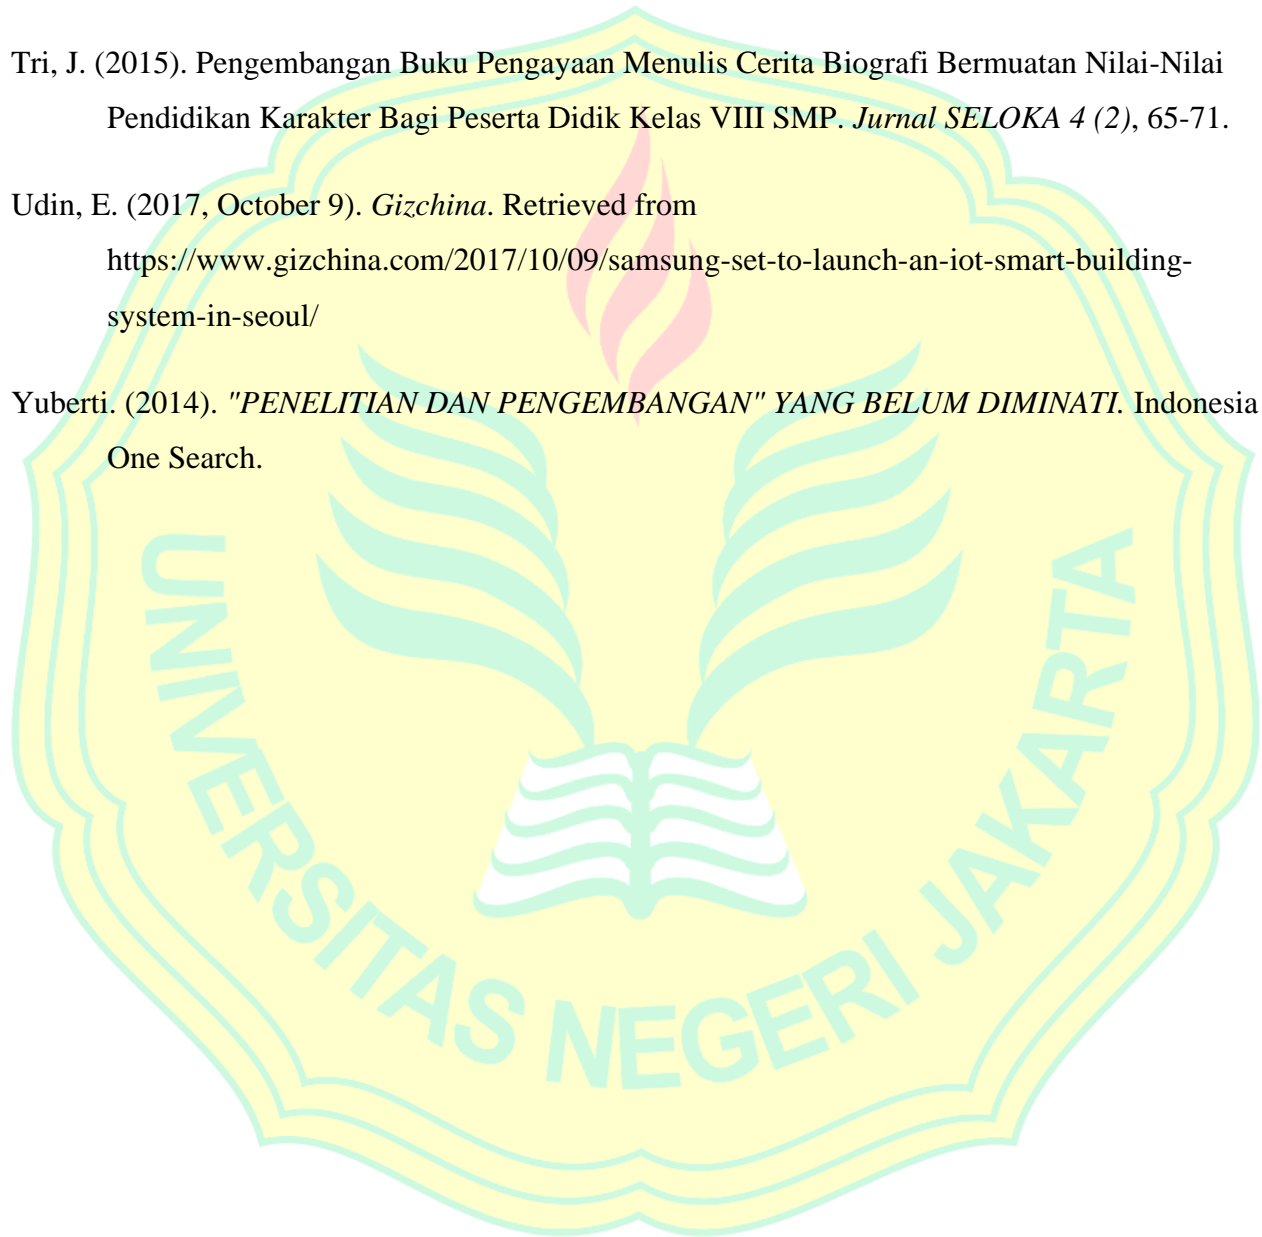 Tri, J. (2015). Pengembangan Buku Pengayaan Menulis Cerita Biografi Bermuatan Nilai-Nilai
Pendidikan Karakter Bagi Peserta Didik Kelas VIII SMP. Jurnal SELOKA 4 (2), 65-71.
Udin, E. (2017, October 9). Gizchina. Retrieved from
https://www.gizchina.com/2017/10/09/samsung-set-to-launch-an-iot-smart-building-
system-in-seoul/
Yuberti. (2014). "PENELITIAN DAN PENGEMBANGAN" YANG BELUM DIMINATI. Indonesia
One Search.
UNIVERSITAS NEGERI JAKARTA